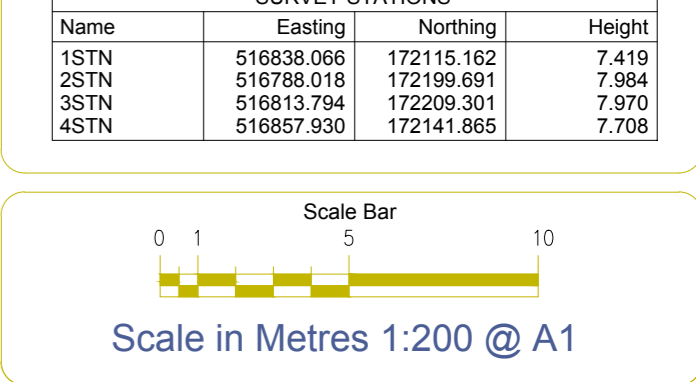 SURVEY STATIONS
Name Easting Northing Height
1STN 516838.066 172115.162 7.419
2STN 516788.018 172199.691 7.984
3STN 516813.794 172209.301 7.970
4STN 516857.930 172141.865 7.708
Scale Bar
0 1 5 10
Scale in Metres 1:200 @ A1